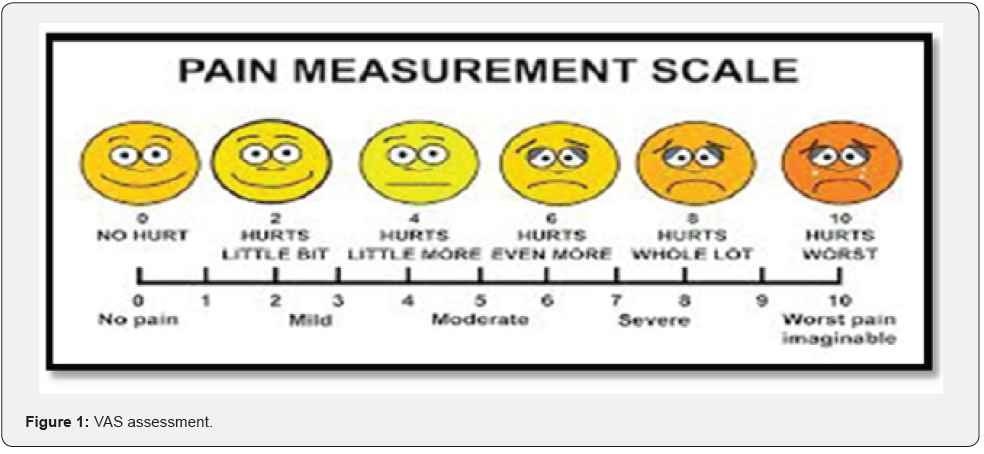 PAIN MEASUREMENT SCALE
0 2 4 6 8 10
NO HURT HURTS HURTS HURTS HURTS HURTS
LITTLE BIT LITTLE MORE EVEN MORE WHOLE LOT WORST
0 1 2 3 4 5 6 7 8 9 10
No pain Mild Moderate Severe Worst pain
imaginable
Figure 1: VAS assessment.